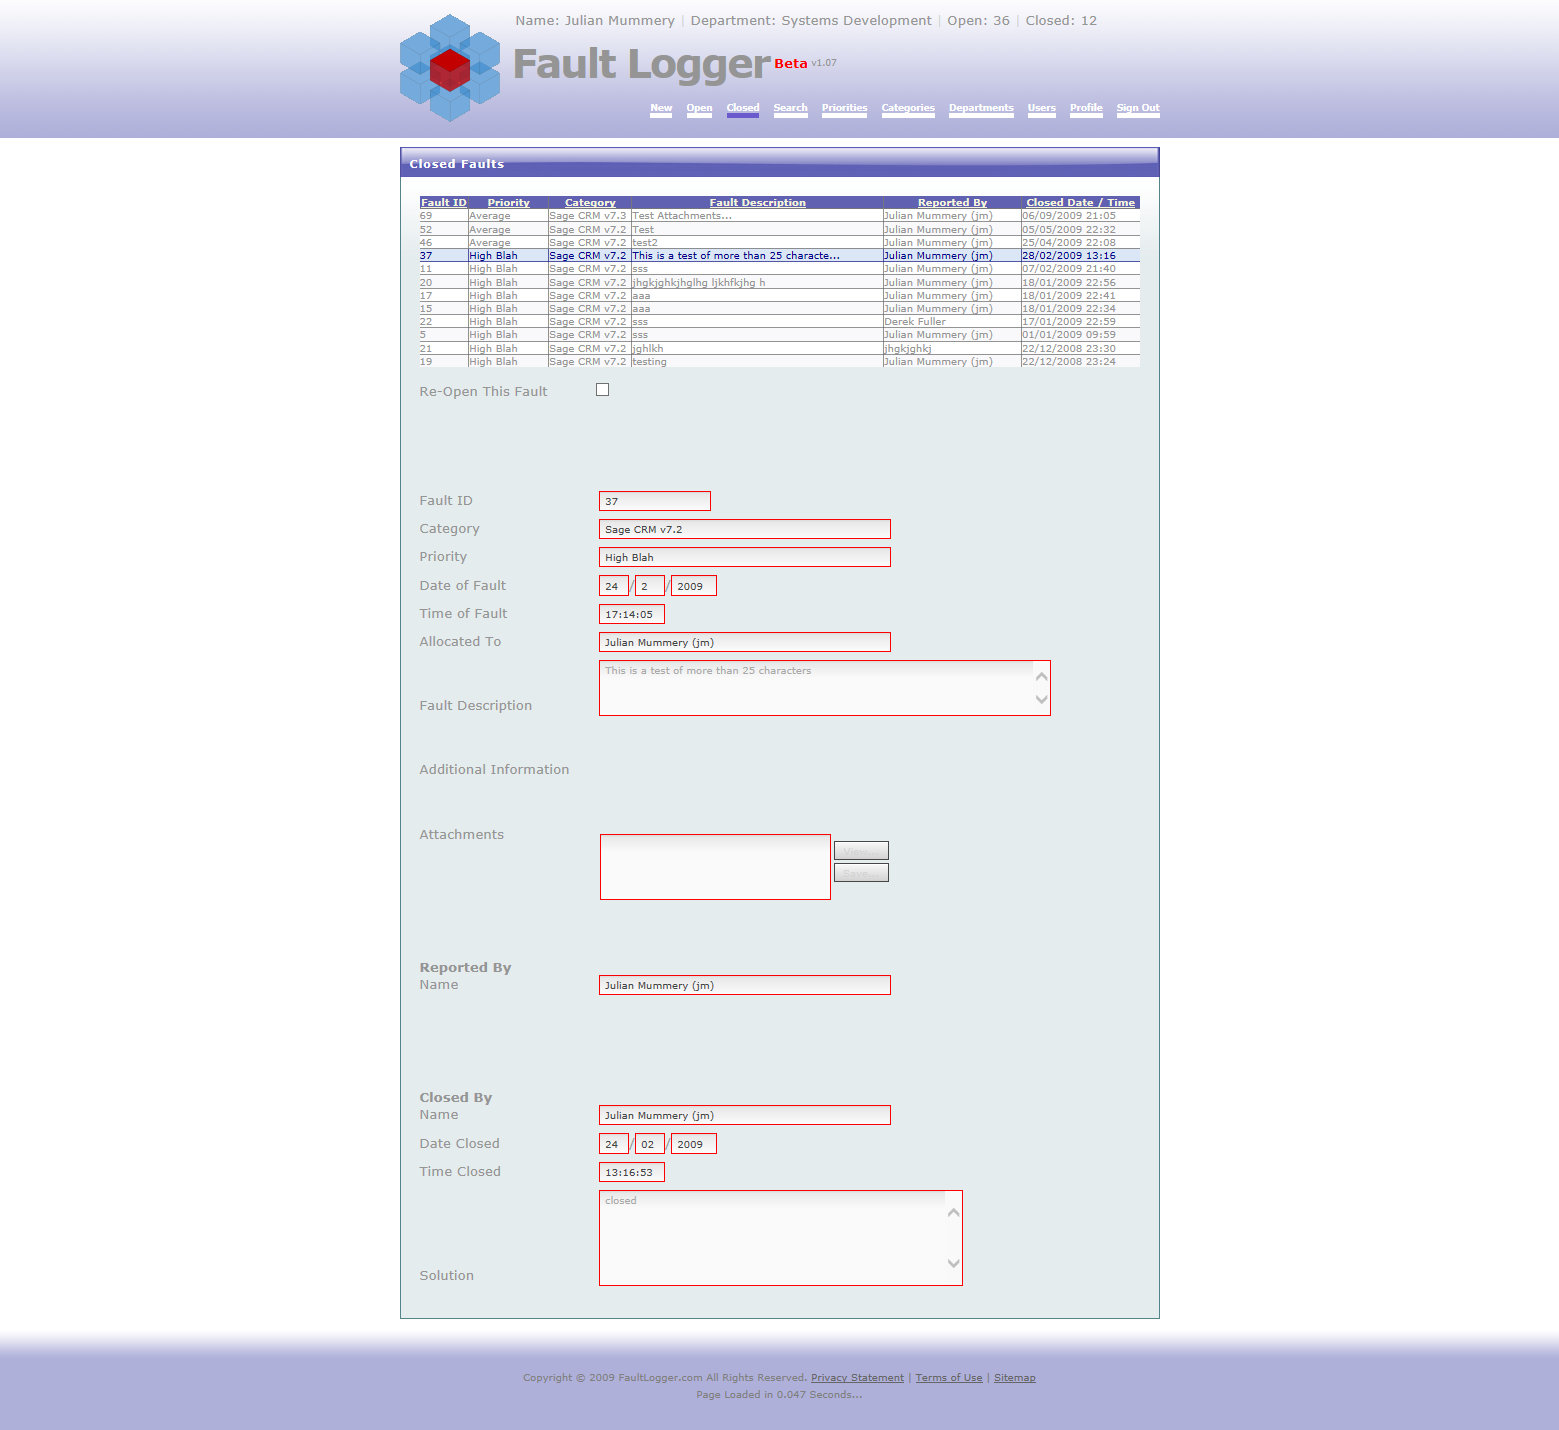 Name: Julian Mummery | Department: Systems Development | Open: 36 | Closed: 12
Fault Logger Beta v1.07
New Open Closed Search Priorities Categories Departments Users Profile Sign Out
Closed Faults
Fault ID Priority Category Fault Description Reported By Closed Date / Time
69 Average Sage CRM v7.3 Test Attachments... Julian Mummery (jm) 06/09/2009 21:05
52 Average Sage CRM v7.2 Test Julian Mummery (jm) 05/05/2009 22:32
46 Average Sage CRM v7.2 test2 Julian Mummery (jm) 25/04/2009 22:08
37 High Blah Sage CRM v7.2 This is a test of more than 25 characte... Julian Mummery (jm) 28/02/2009 13:16
11 High Blah Sage CRM v7.2 sss Julian Mummery (jm) 07/02/2009 21:40
20 High Blah Sage CRM v7.2 jhgkjghkjhglhg ljkhfkjhg h Julian Mummery (jm) 18/01/2009 22:56
17 High Blah Sage CRM v7.2 aaa Julian Mummery (jm) 18/01/2009 22:41
15 High Blah Sage CRM v7.2 aaa Julian Mummery (jm) 18/01/2009 22:34
22 High Blah Sage CRM v7.2 sss Derek Fuller 17/01/2009 22:59
5 High Blah Sage CRM v7.2 sss Julian Mummery (jm) 01/01/2009 09:59
21 High Blah Sage CRM v7.2 jghlkh jhgkjghkj 22/12/2008 23:30
19 High Blah Sage CRM v7.2 testing Julian Mummery (jm) 22/12/2008 23:24
Re-Open This Fault
Fault ID 37
Category Sage CRM v7.2
Priority High Blah
Date of Fault 24 / 2 / 2009
Time of Fault 17:14:05
Allocated To Julian Mummery (jm)
This is a test of more than 25 characters
Fault Description
Additional Information
Attachments
View...
Save...
Reported By
Name Julian Mummery (jm)
Closed By
Name Julian Mummery (jm)
Date Closed 24 / 02 / 2009
Time Closed 13:16:53
closed
Solution
Copyright © 2009 FaultLogger.com All Rights Reserved. Privacy Statement | Terms of Use | Sitemap
Page Loaded in 0.047 Seconds...